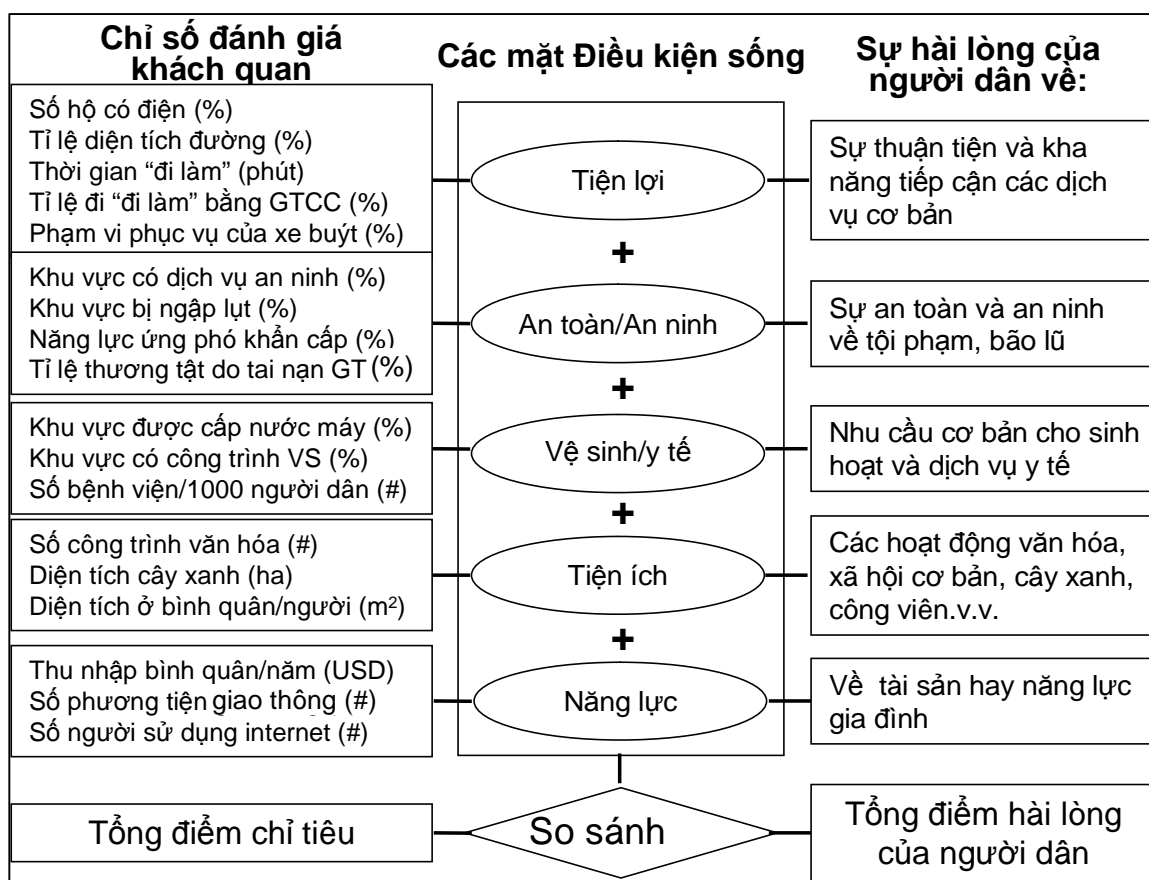 Chỉ số đánh giá
khách quan
Các mặt Điều kiện sống
Sự hài lòng của
người dân về:
Số hộ có điện (%)
Tỉ lệ diện tích đường (%)
Thời gian “đi làm” (phút)
Tỉ lệ đi “đi làm” bằng GTCC (%)
Phạm vi phục vụ của xe buýt (%)
Tiện lợi
Sự thuận tiện và kha
năng tiếp cận các dịch
vụ cơ bản
+
Khu vực có dịch vụ an ninh (%)
Khu vực bị ngập lụt (%)
Năng lực ứng phó khẩn cấp (%)
Tỉ lệ thương tật do tai nạn GT (%)
An toàn/An ninh
Sự an toàn và an ninh
về tội phạm, bão lũ
+
Khu vực được cấp nước máy (%)
Khu vực có công trình VS (%)
Số bệnh viện/1000 người dân (#)
Vệ sinh/y tế
Nhu cầu cơ bản cho sinh
hoạt và dịch vụ y tế
+
Số công trình văn hóa (#)
Diện tích cây xanh (ha)
Diện tích ở bình quân/người (m²)
Tiện ích
Các hoạt động văn hóa,
xã hội cơ bản, cây xanh,
công viên.v.v.
+
Thu nhập bình quân/năm (USD)
Số phương tiện giao thông (#)
Số người sử dụng internet (#)
Năng lực
Về tài sản hay năng lực
gia đình
Tổng điểm chỉ tiêu
So sánh
Tổng điểm hài lòng
của người dân